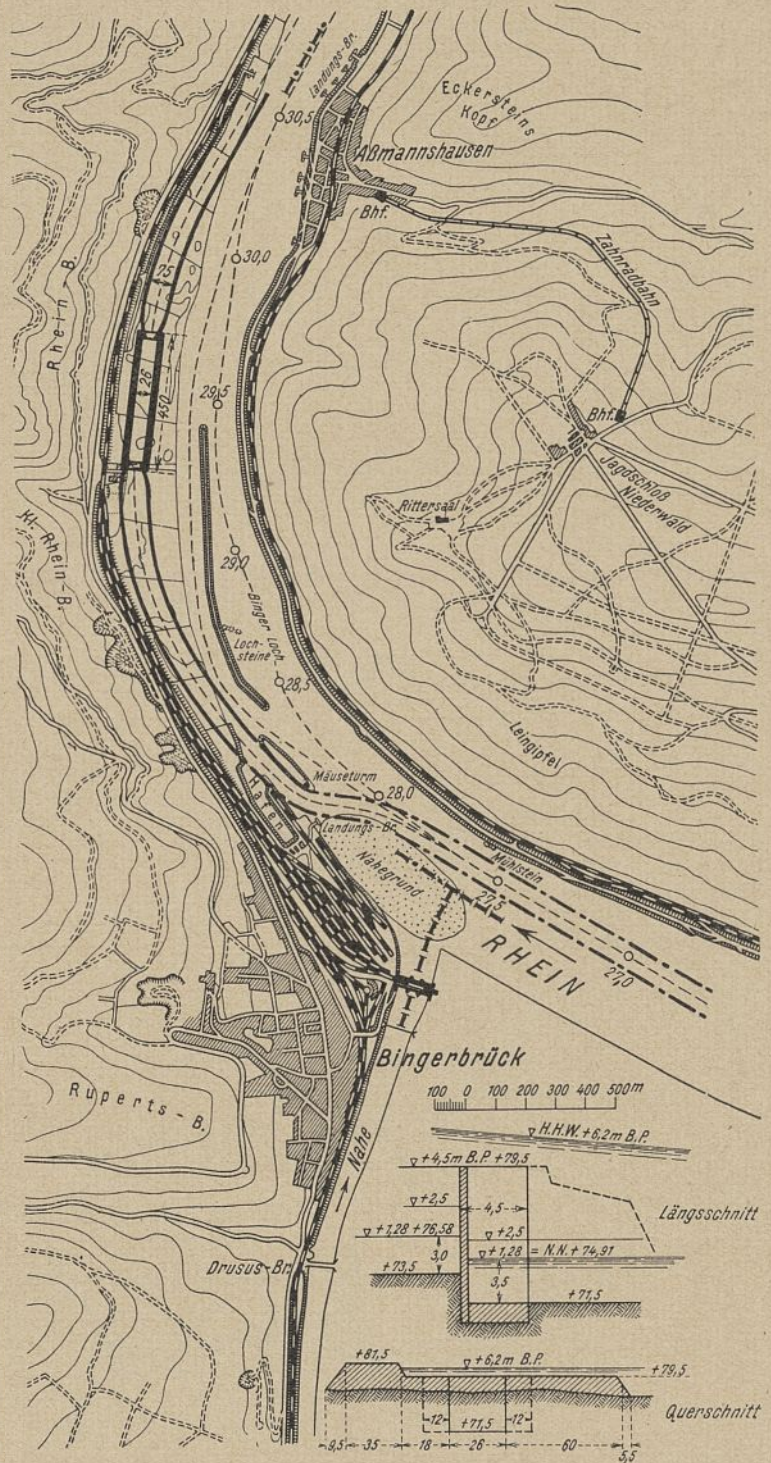 Landungs-Br.
Eckersteins
Kopf
30,5
Aßmannshausen
Bhf.
Zahnradbahn
30,0
75
Rhein B.
26
450
29,5
Bhf.
Jagdschloß
Niederwald
Rittersaal
Kl. Rhein-B.
29,0
Binger Loch
Loch-
steine
28,5
Leingipfel
Mäuseturm
28,0
Hafen
Landungs-Br.
Mühlstein
Nahegrund
27,5
RHEIN
27,0
Bingerbrück
Ruperts-B.
Nahe
Drusus-Br.
100 0 100 200 300 400 500m
H.H.W. +6,2m B.P.
+4,5m B.P. +79,5
+2,5
4,5
Längsschnitt
+1,28 +76,58
+2,5
3,0
+1,28 = N.N. + 74,91
+73,5
3,5
+71,5
+81,5
+6,2m B.P.
+79,5
12
+71,5
12
Querschnitt
9,5 35 18 26 60
5,5